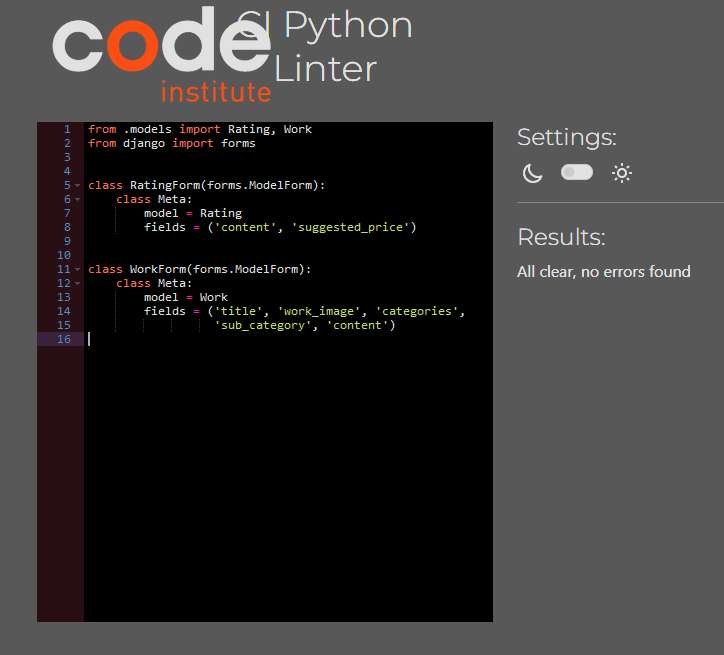 code
institute
CI Python
Linter
1 from .models import Rating, Work
2 from django import forms
3
4
5 class RatingForm(forms.ModelForm):
6     class Meta:
7         model = Rating
8         fields = ('content', 'suggested_price')
9
10
11 class WorkForm(forms.ModelForm):
12     class Meta:
13         model = Work
14         fields = ('title', 'work_image', 'categories',
15                   'sub_category', 'content')
16
Settings:
Results:
All clear, no errors found